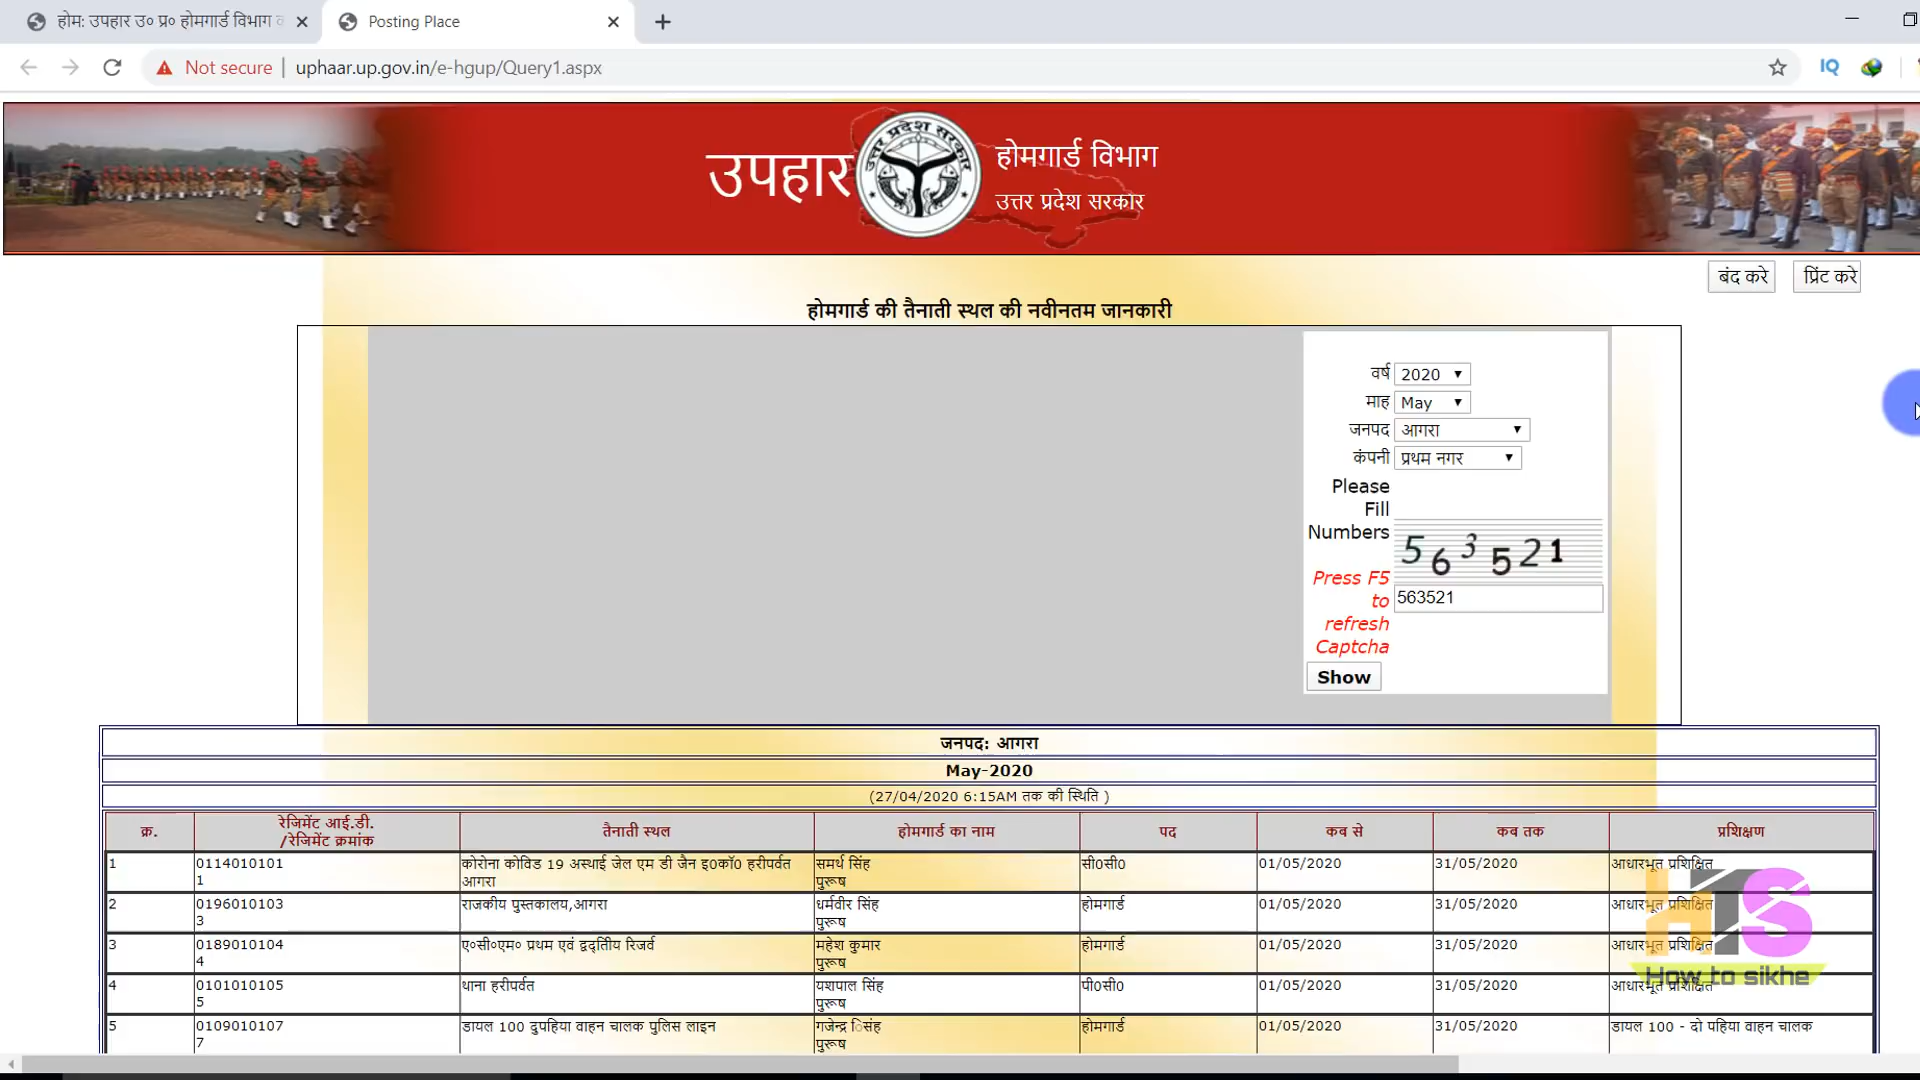 होम: उपहार उ० प्र० होमगार्ड विभाग
Posting Place
Not secure
uphaar.up.gov.in/e-hgup/Query1.aspx
IQ
उपहार
उत्तर प्रदेश सरकार
होमगार्ड विभाग
उत्तर प्रदेश सरकार
बंद करे
प्रिंट करे
होमगार्ड की तैनाती स्थल की नवीनतम जानकारी
वर्ष 2020
माह May
जनपद आगरा
कंपनी प्रथम नगर
Please
Fill
Numbers
563521
Press F5
to
refresh
Captcha
563521
Show
जनपद: आगरा
May-2020
(27/04/2020 6:15AM तक की स्थिति )
क्र. रेजिमेंट आई.डी. /रेजिमेंट क्रमांक तैनाती स्थल होमगार्ड का नाम पद कब से कब तक प्रशिक्षण
1 0114010101 कोरोना कोविड 19 अस्थाई जेल एम डी जैन इ0कॉ0 हरीपर्वत समर्थ सिंह सी0सी0 01/05/2020 31/05/2020 आधारभूत प्रशिक्षित
1 आगरा पुरूष
2 0196010103 राजकीय पुस्तकालय,आगरा धर्मवीर सिंह होमगार्ड 01/05/2020 31/05/2020 आधारभूत प्रशिक्षित
3 पुरूष
3 0189010104 ए०सी०एम० प्रथम एवं द्वद्तिीय रिजर्व महेश कुमार होमगार्ड 01/05/2020 31/05/2020 आधारभूत प्रशिक्षित
4 पुरूष
4 0101010105 थाना हरीपर्वत यशपाल सिंह पी0सी0 01/05/2020 31/05/2020 आधारभूत प्रशिक्षित
5 पुरूष
5 0109010107 डायल 100 दुपहिया वाहन चालक पुलिस लाइन गजेन्द्र िसंह होमगार्ड 01/05/2020 31/05/2020 डायल 100 - दो पहिया वाहन चालक
7 पुरूष
HTS
How to sikhe